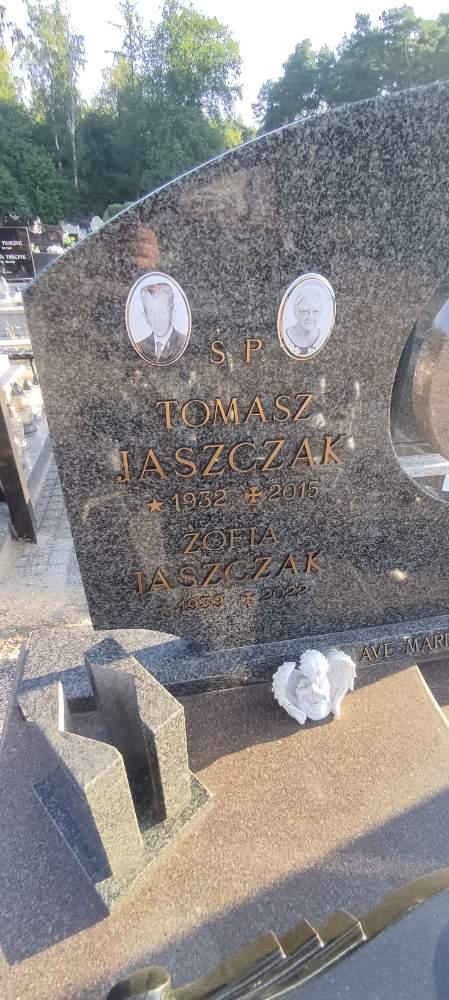 Ś P
TOMASZ
JASZCZAK
★ 1932 ✠ 2015
ZOFIA
JASZCZAK
1939 ✠ 2022
AVE MARI